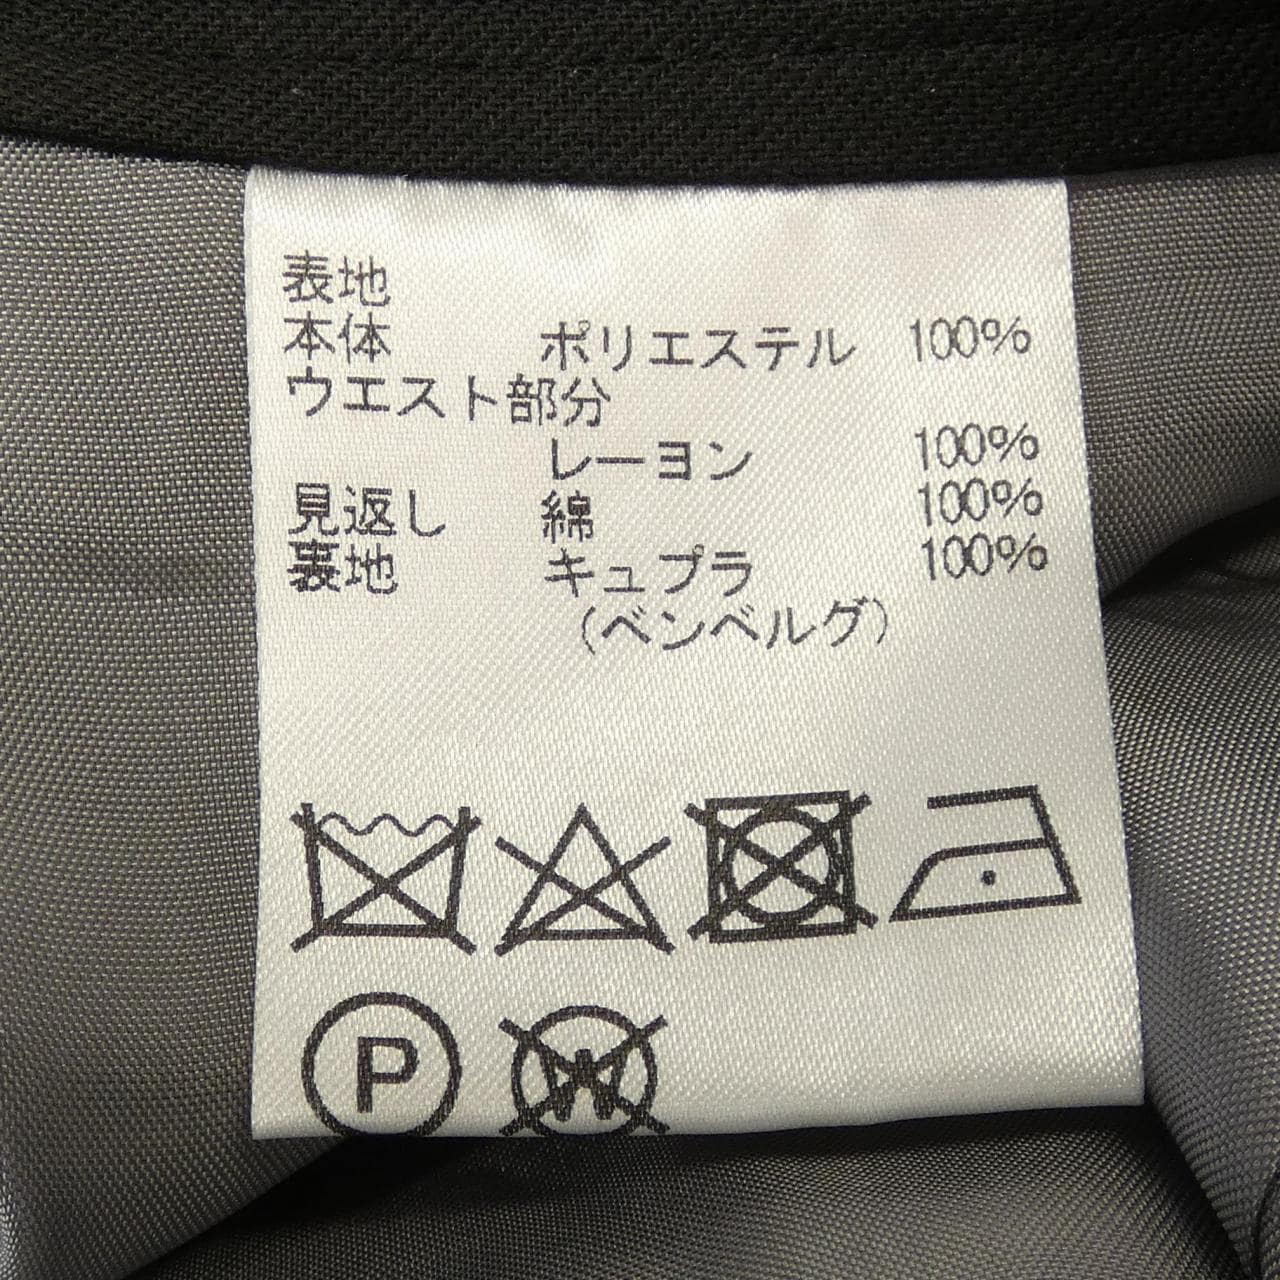 表地
本体 ポリエステル 100%
ウエスト部分
レーヨン 100%
見返し 綿 100%
裏地 キュプラ 100%
(ベンベルグ)
P
W